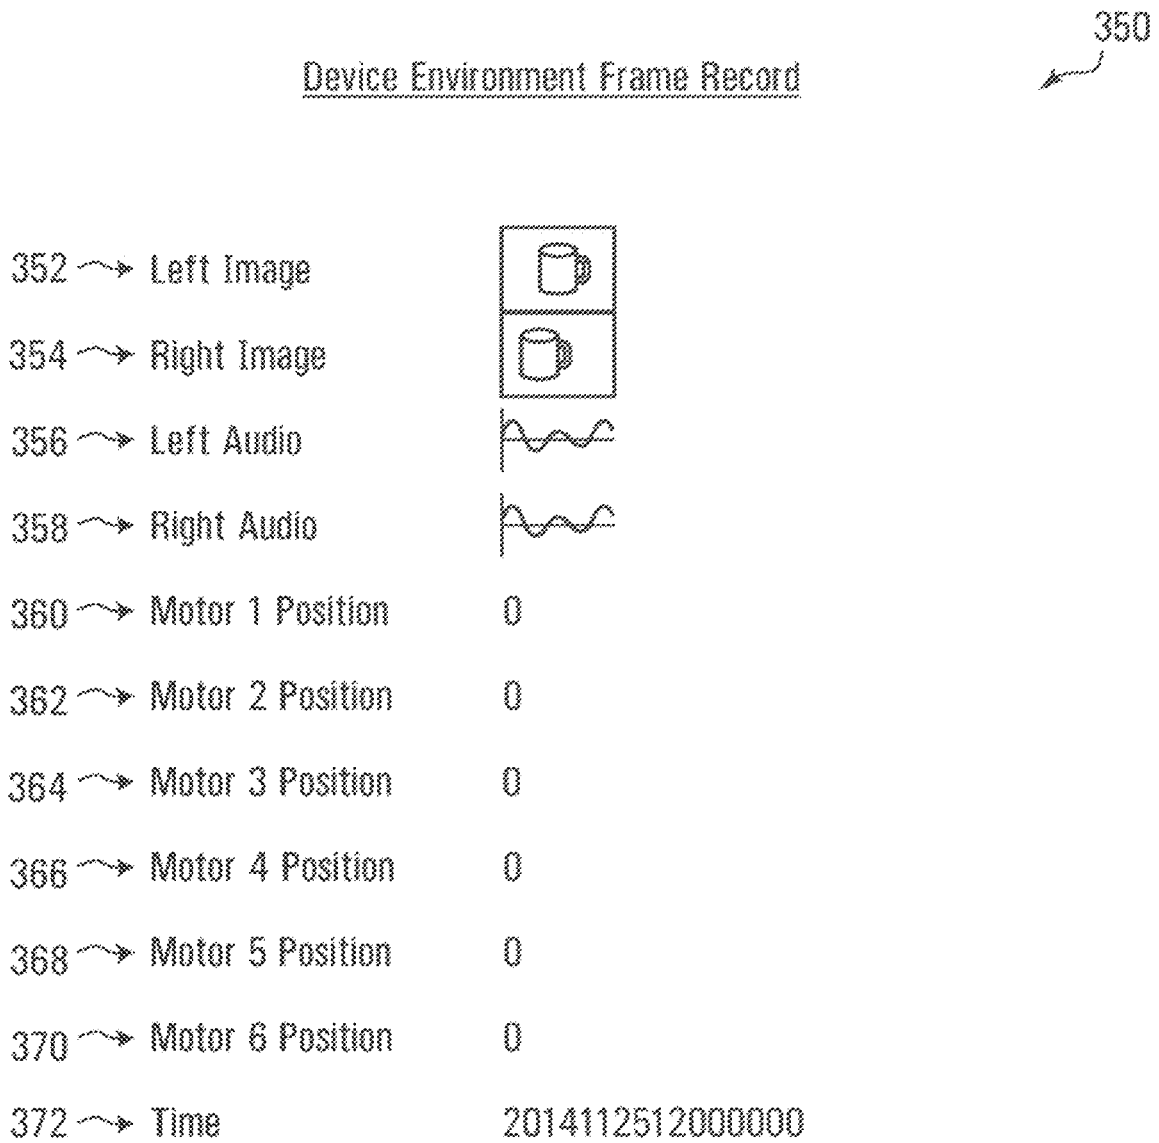 350
Device Environment Frame Record
352 Left Image
354 Right Image
356 Left Audio
358 Right Audio
360 Motor 1 Position 0
362 Motor 2 Position 0
364 Motor 3 Position 0
366 Motor 4 Position 0
368 Motor 5 Position 0
370 Motor 6 Position 0
372 Time 2014112512000000